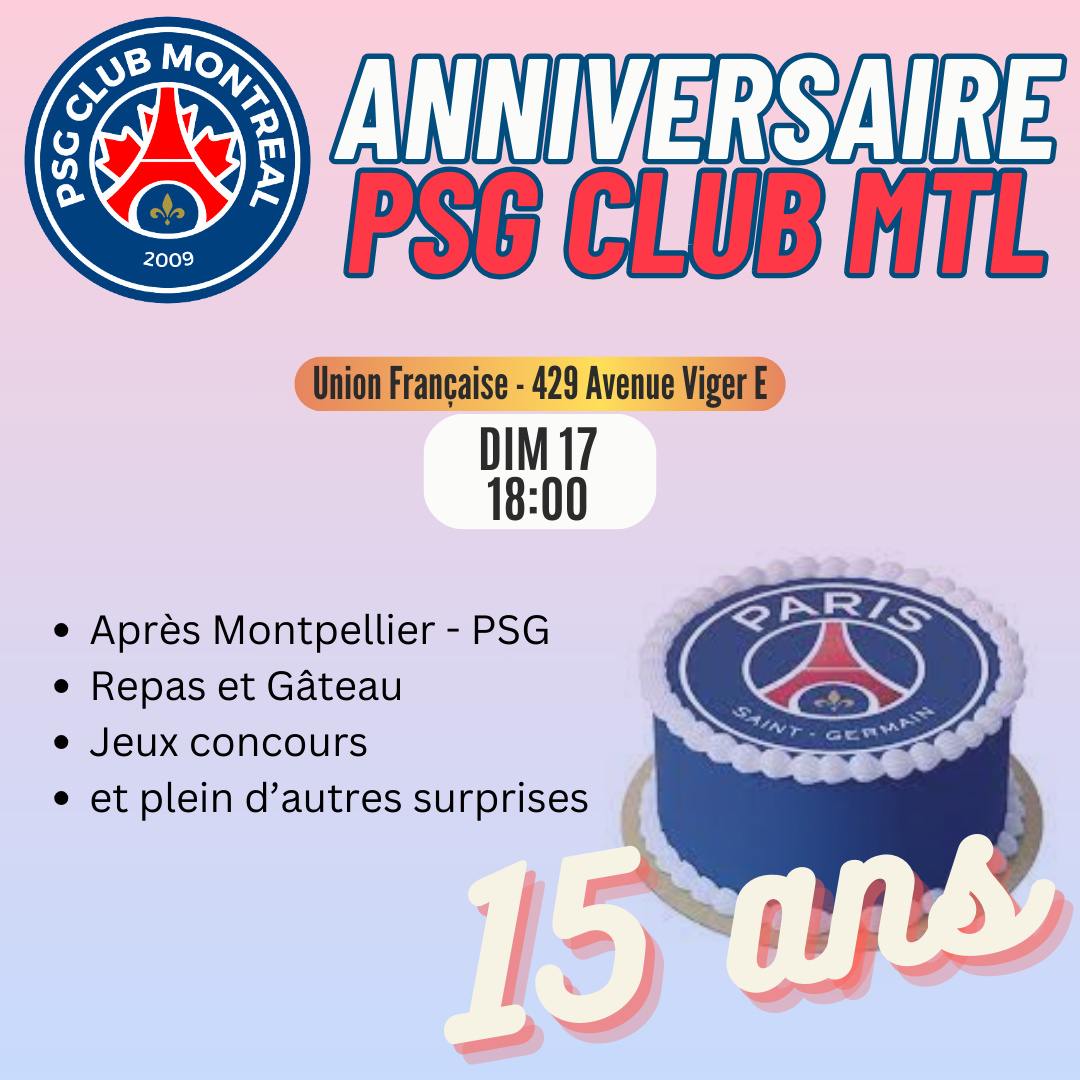 PSG CLUB MONTREAL
2009
ANNIVERSAIRE
PSG CLUB MTL
Union Française - 429 Avenue Viger E
DIM 17
18:00
• Après Montpellier - PSG
• Repas et Gâteau
• Jeux concours
• et plein d’autres surprises
PARIS
SAINT - GERMAIN
15 ans